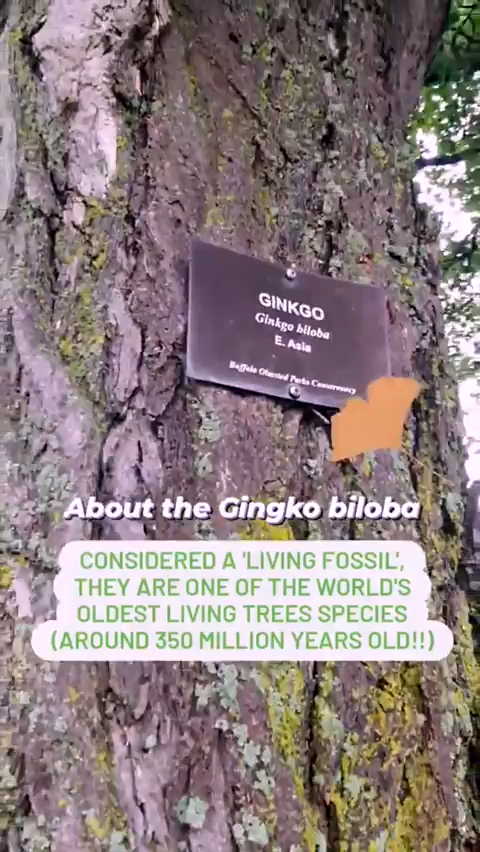 GINKGO
Ginkgo biloba
E. Asia
Buffalo Olmsted Parks Conservancy
About the Gingko biloba
CONSIDERED A 'LIVING FOSSIL',
THEY ARE ONE OF THE WORLD'S
OLDEST LIVING TREES SPECIES
(AROUND 350 MILLION YEARS OLD!!)